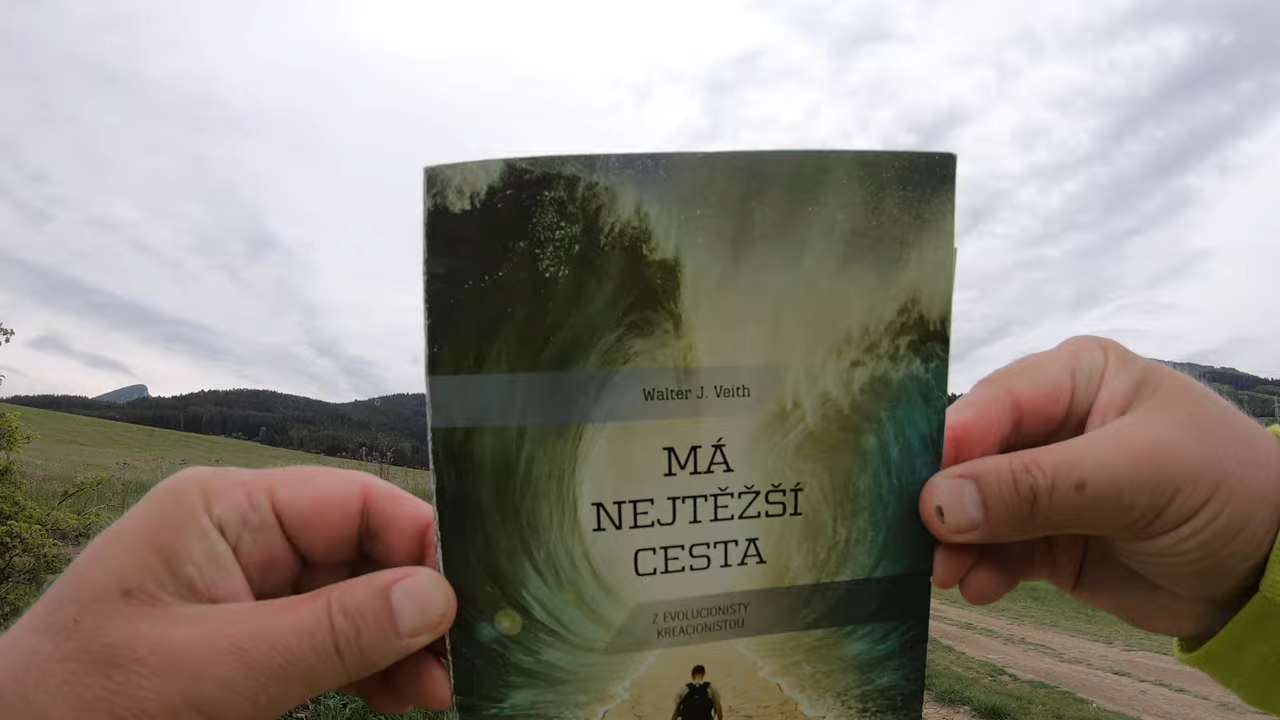 Walter J. Veith
MÁ
NEJTĚŽŠÍ
CESTA
Z EVOLUCIONISTY
KREACIONISTOU